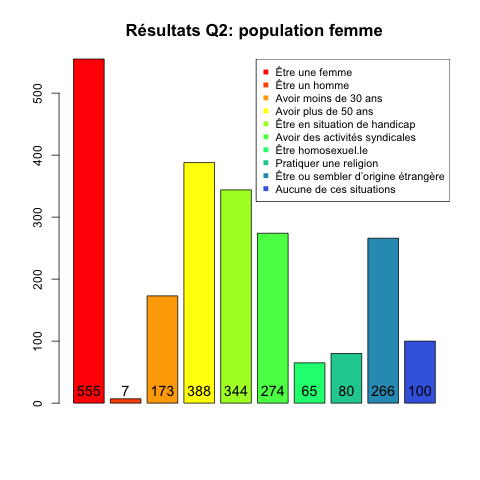 Résultats Q2: population femme
Être une femme
Être un homme
Avoir moins de 30 ans
Avoir plus de 50 ans
Être en situation de handicap
Avoir des activités syndicales
Être homosexuel.le
Pratiquer une religion
Être ou sembler d'origine étrangère
Aucune de ces situations
500
400
300
200
100
0
555 7 173 388 344 274 65 80 266 100